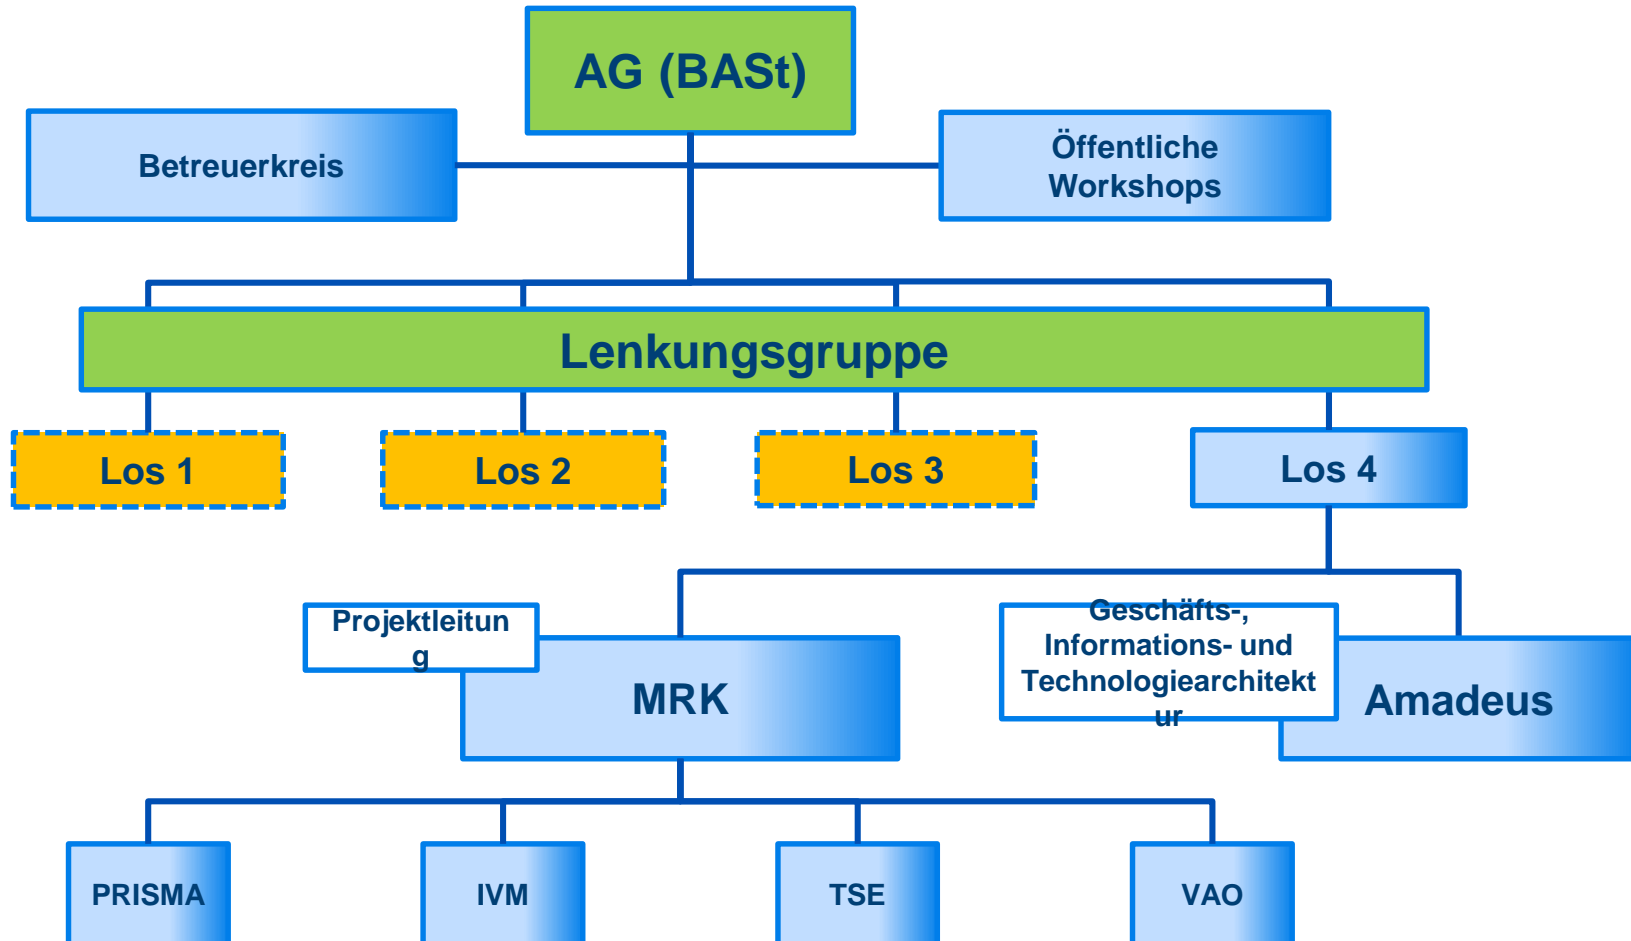 AG (BASt)
Betreuerkreis
Öffentliche
Workshops
Lenkungsgruppe
Los 1
Los 2
Los 3
Los 4
Projektleitun
g
MRK
Geschäfts-,
Informations- und
Technologiearchitekt
ur
Amadeus
PRISMA
IVM
TSE
VAO